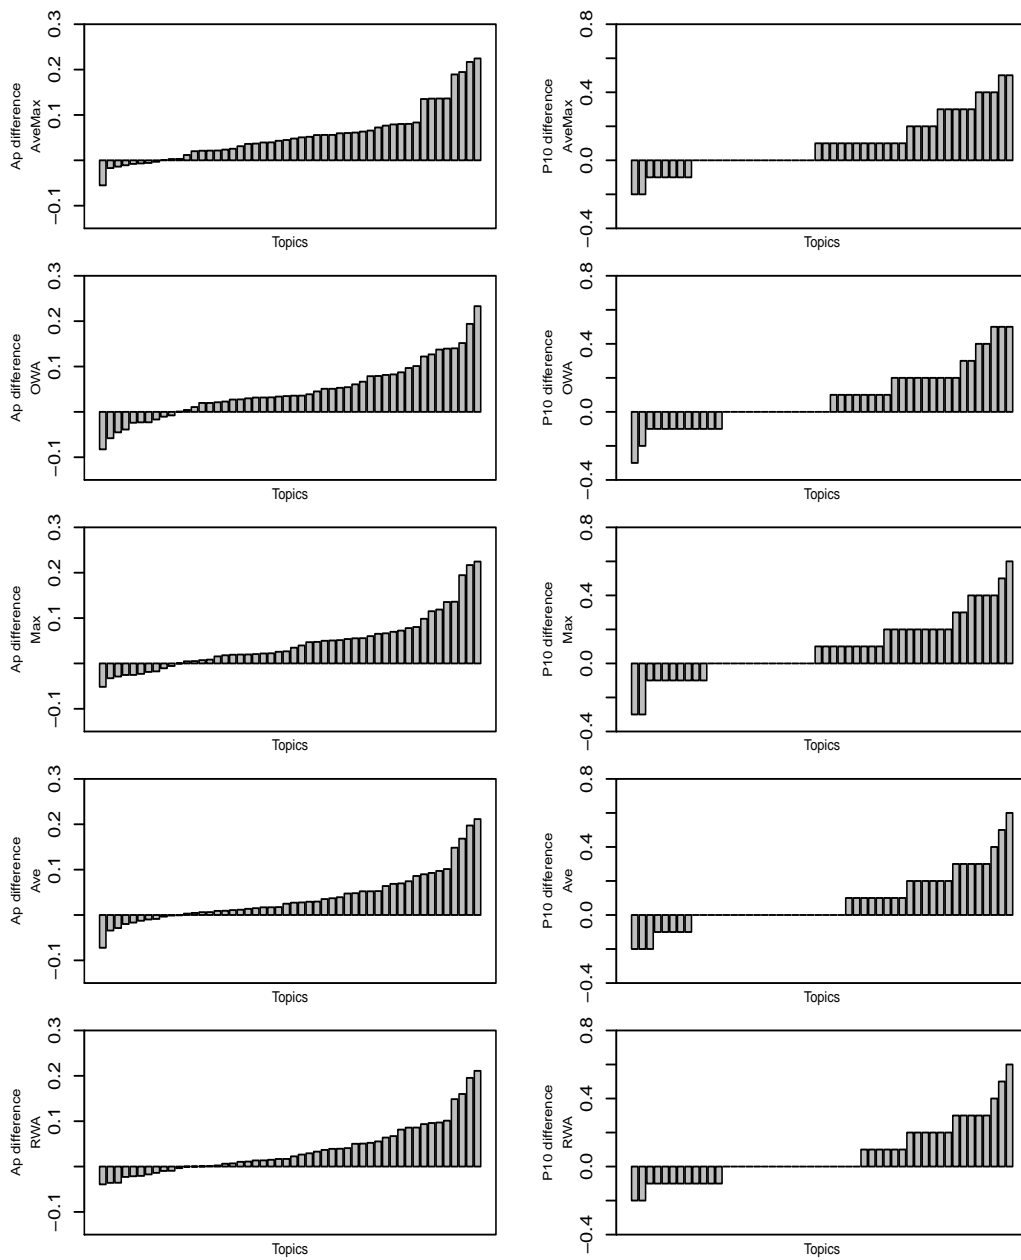 Ap difference
AveMax
−0.1
0.1
0.2
0.3
Topics
P10 difference
AveMax
−0.4
0.0
0.4
0.8
Topics
Ap difference
OWA
−0.1
0.1
0.2
0.3
Topics
P10 difference
OWA
−0.4
0.0
0.4
0.8
Topics
Ap difference
Max
−0.1
0.1
0.2
0.3
Topics
P10 difference
Max
−0.4
0.0
0.4
0.8
Topics
Ap difference
Ave
−0.1
0.1
0.2
0.3
Topics
P10 difference
Ave
−0.4
0.0
0.4
0.8
Topics
Ap difference
RWA
−0.1
0.1
0.2
0.3
Topics
P10 difference
RWA
−0.4
0.0
0.4
0.8
Topics